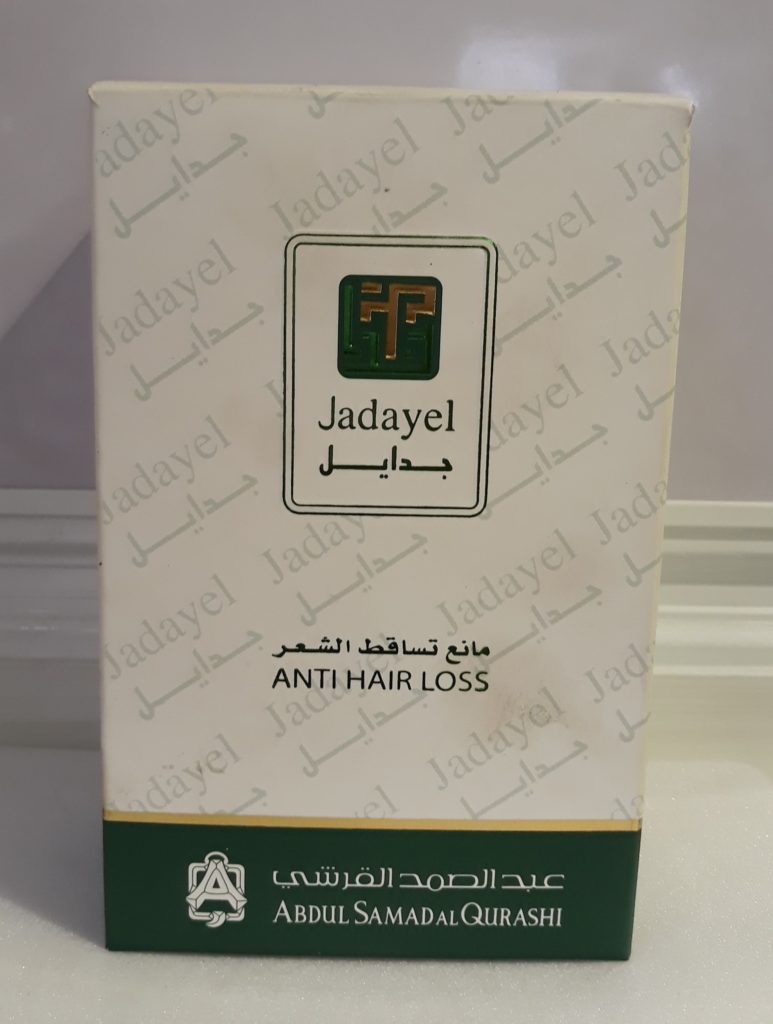 Jadayel
جدايل
مانع تساقط الشعر
ANTI HAIR LOSS
عبد الصمد القرشي
ABDUL SAMAD AL QURASHI